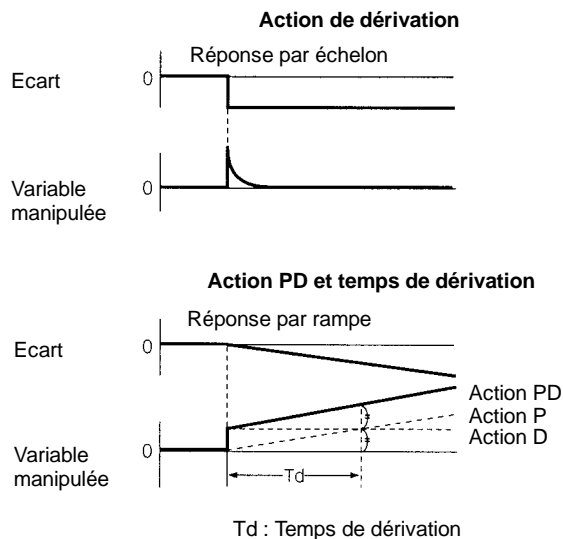 Action de dérivation
Réponse par échelon
Ecart
0
Variable
manipulée
0
Action PD et temps de dérivation
Réponse par rampe
Ecart
0
Action PD
Action P
Action D
Variable
manipulée
0
Td
Td : Temps de dérivation